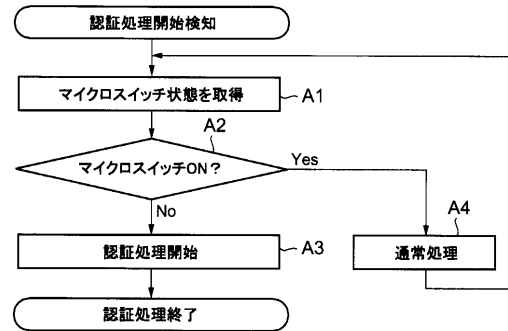 認証処理開始検知
マイクロスイッチ状態を取得
A1
A2
マイクロスイッチON？
Yes
No
A4
認証処理開始
A3
通常処理
認証処理終了